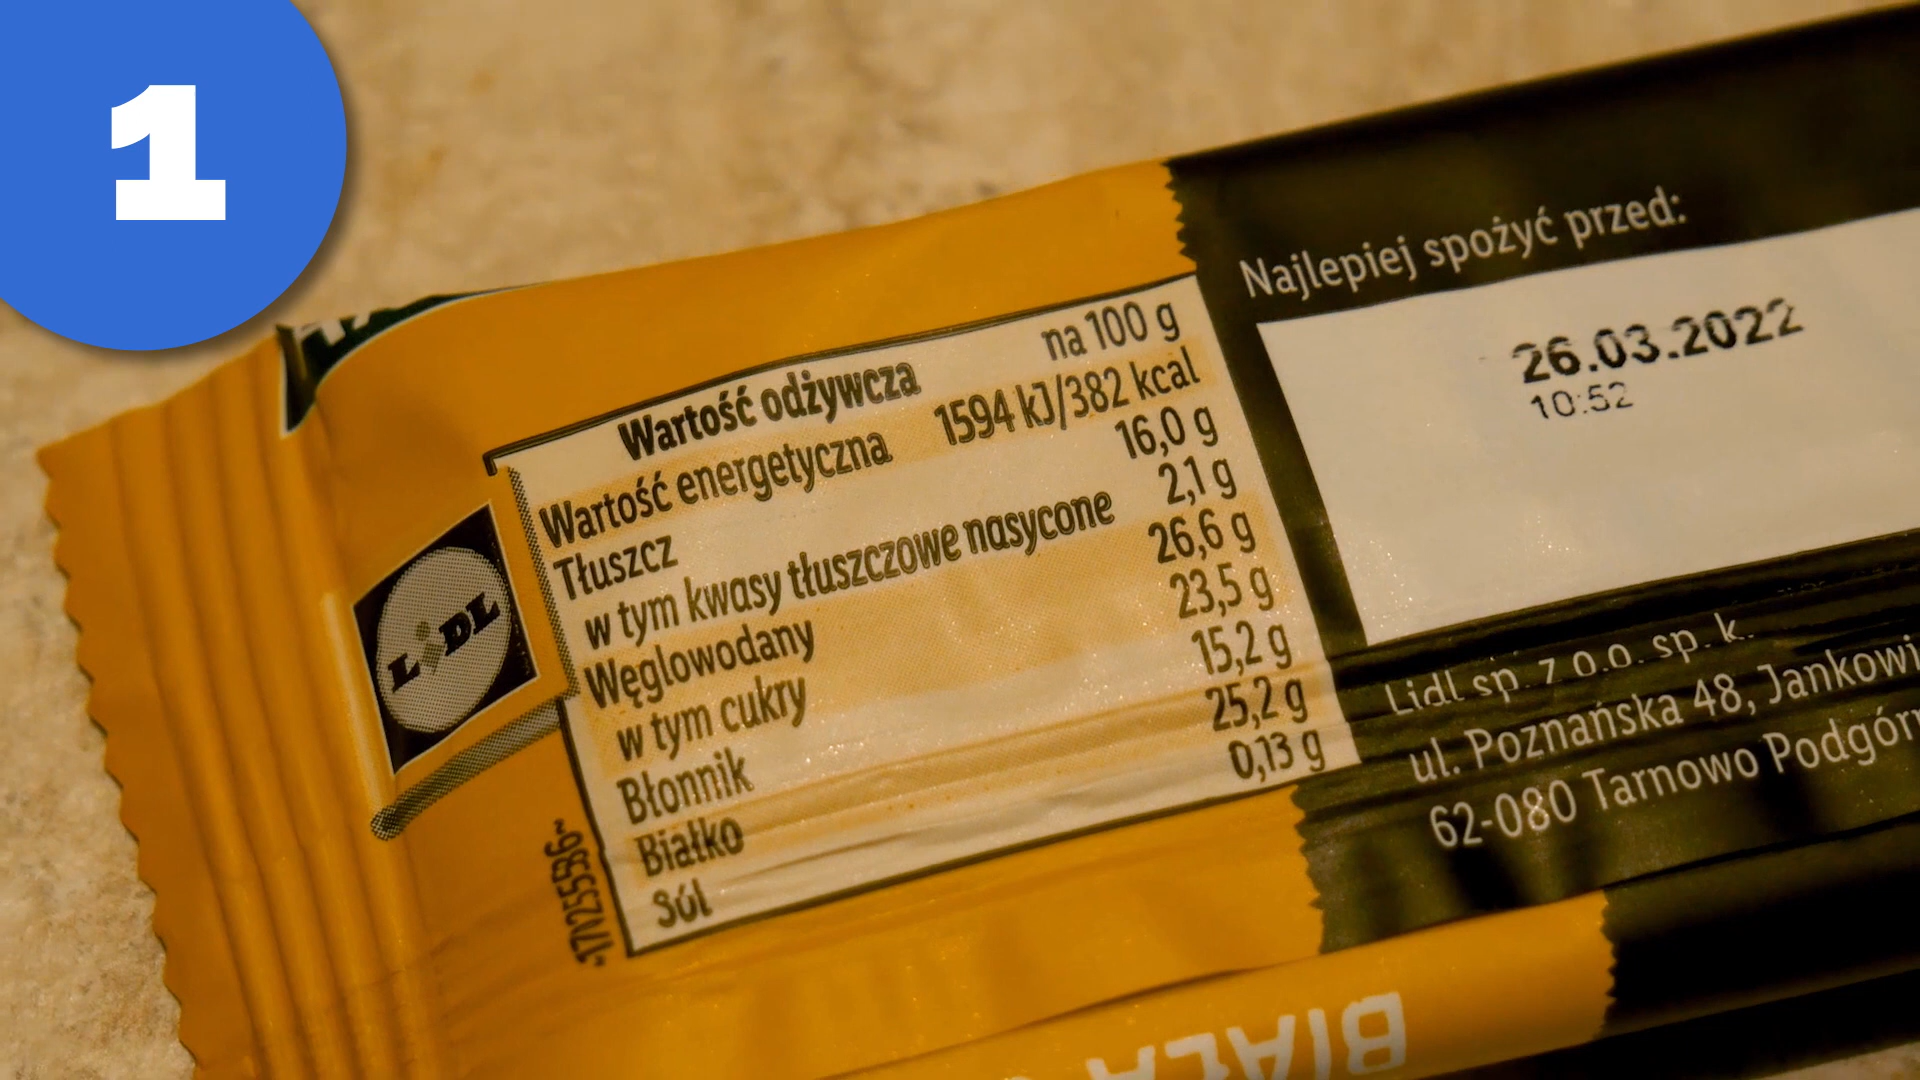 1
Wartość odżywcza na 100 g
Wartość energetyczna 1594 kJ/382 kcal
Tłuszcz 16,0 g
w tym kwasy tłuszczowe nasycone 2,1 g
Węglowodany 26,6 g
w tym cukry 23,5 g
Błonnik 15,2 g
Białko 25,2 g
Sól 0,13 g
LIDL
Najlepiej spożyć przed:
26.03.2022
10:52
Lidl sp. z o.o. sp. k.
ul. Poznańska 48, Jankowi
62-080 Tarnowo Podgórn
BIAŁK